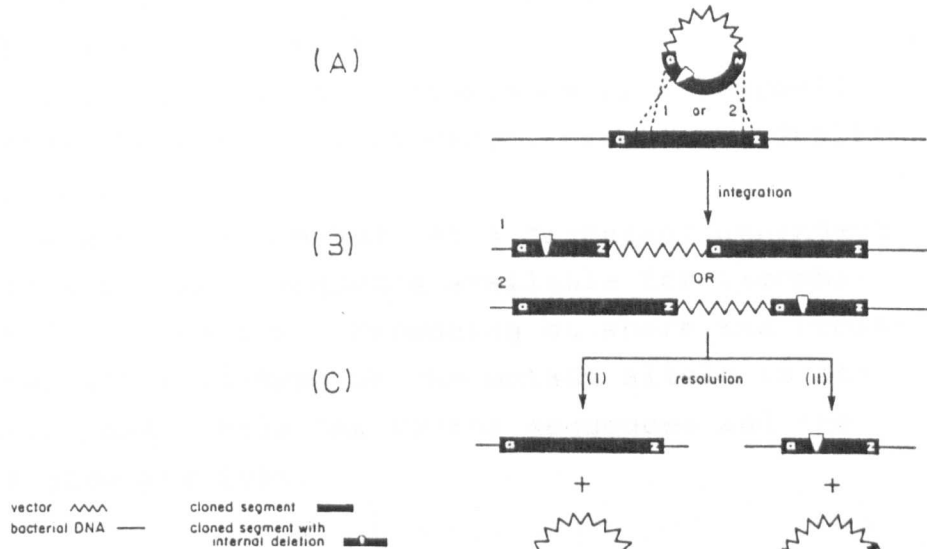 (A)
a z
1 or 2
a z
integration
(B)
1
a z a z
OR
2
a z a z
(C)
(I) resolution (II)
a z a z
+ +
vector cloned segment
bacterial DNA cloned segment with
internal deletion